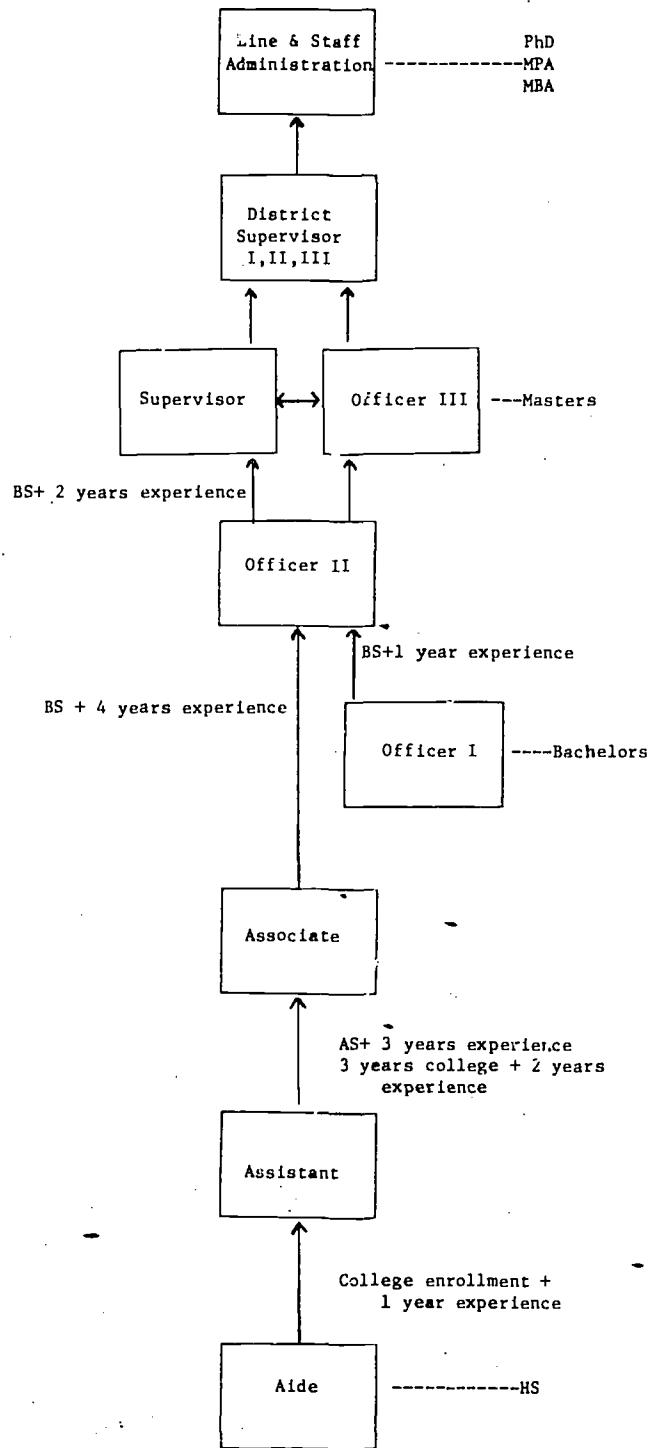 Line & Staff
Administration
PhD
MPA
MBA
District
Supervisor
I,II,III
Supervisor
Officer III
Masters
BS+ 2 years experience
Officer II
BS+1 year experience
BS + 4 years experience
Officer I
Bachelors
Associate
AS+ 3 years experience
3 years college + 2 years
experience
Assistant
College enrollment +
1 year experience
Aide
HS